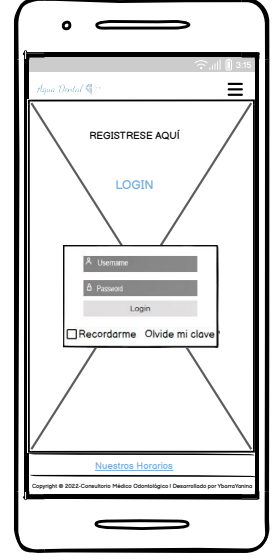 3:15
Aqua Dental
REGISTRESE AQUÍ
LOGIN
Username
Password
Login
Recordarme Olvide mi clave
Nuestros Horarios
Copyright © 2022-Consultorio Médico Odontológico | Desarrollado por YbarraYanina